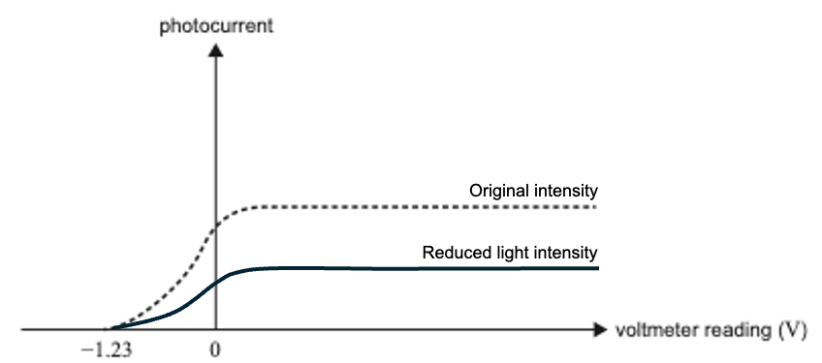 photocurrent
Original intensity
Reduced light intensity
voltmeter reading (V)
−1.23
0